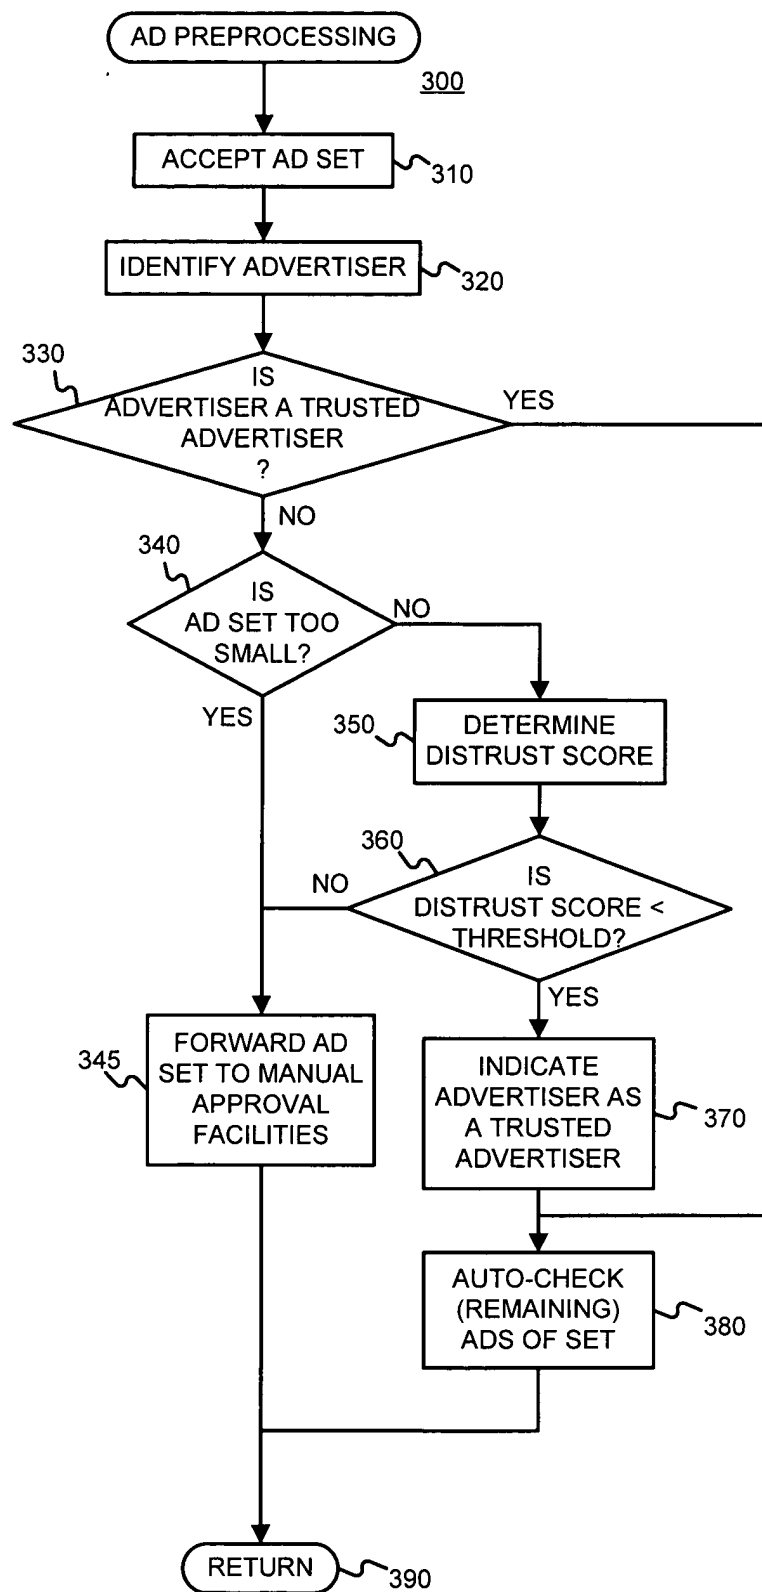 AD PREPROCESSING
300
ACCEPT AD SET
310
IDENTIFY ADVERTISER
320
330
IS
ADVERTISER A TRUSTED
ADVERTISER
?
YES
NO
340
IS
AD SET TOO
SMALL?
NO
YES
350
DETERMINE
DISTRUST SCORE
360
IS
DISTRUST SCORE <
THRESHOLD?
NO
YES
345
FORWARD AD
SET TO MANUAL
APPROVAL
FACILITIES
INDICATE
ADVERTISER AS
A TRUSTED
ADVERTISER
370
AUTO-CHECK
(REMAINING)
ADS OF SET
380
RETURN
390